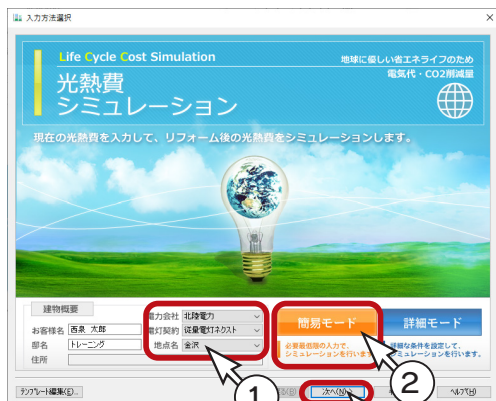 入力方法選択
Life Cycle Cost Simulation
地球に優しい省エネライフのため
電気代・CO2削減量
光熱費
シミュレーション
現在の光熱費を入力して、リフォーム後の光熱費をシミュレーションします。
建物概要
電力会社 北陸電力
お客様名 西泉 太郎 電灯契約 従量電灯ネクスト
邸名 トレーニング 地点名 金沢
住所
簡易モード
必要最低限の入力で、
シミュレーションを行います
詳細モード
詳細な条件を設定して、
シミュレーションを行います。
1
2
テンプレート編集(E)...
次へ(N)
ヘルプ(H)